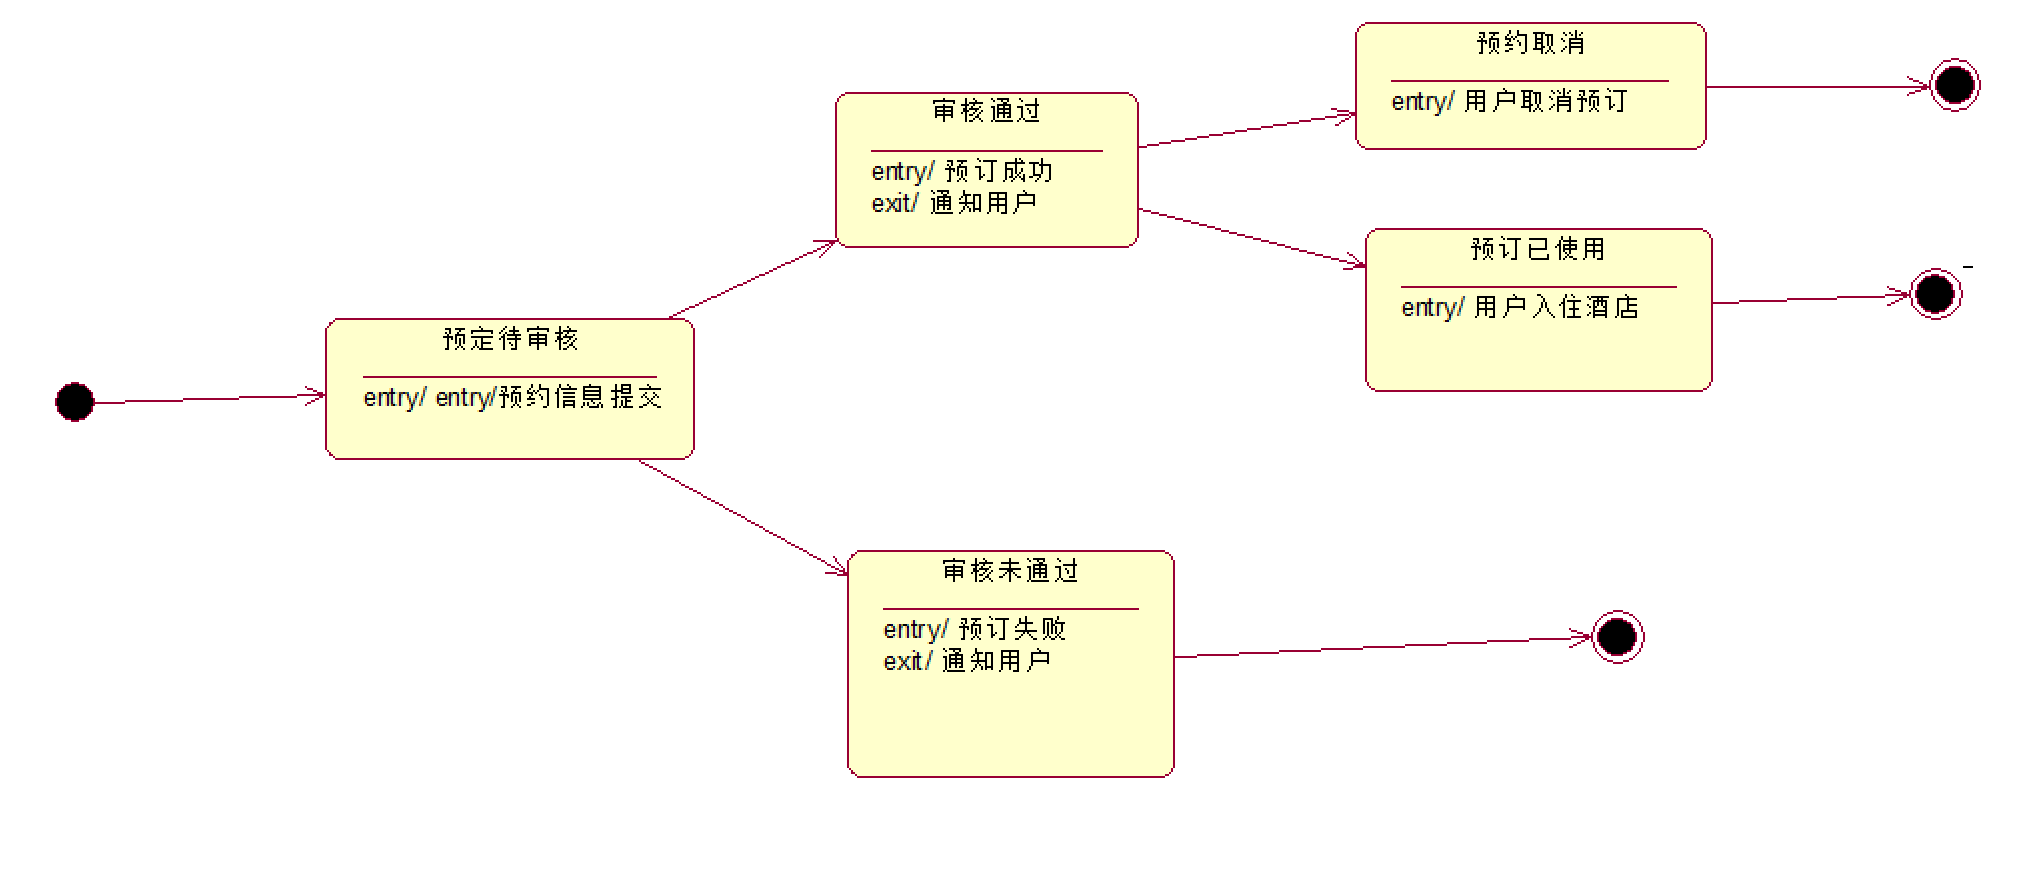 预约取消
entry/ 用户取消预订
审核通过
entry/ 预订成功
exit/ 通知用户
预订已使用
entry/ 用户入住酒店
预定待审核
entry/ entry/预约信息提交
审核未通过
entry/ 预订失败
exit/ 通知用户